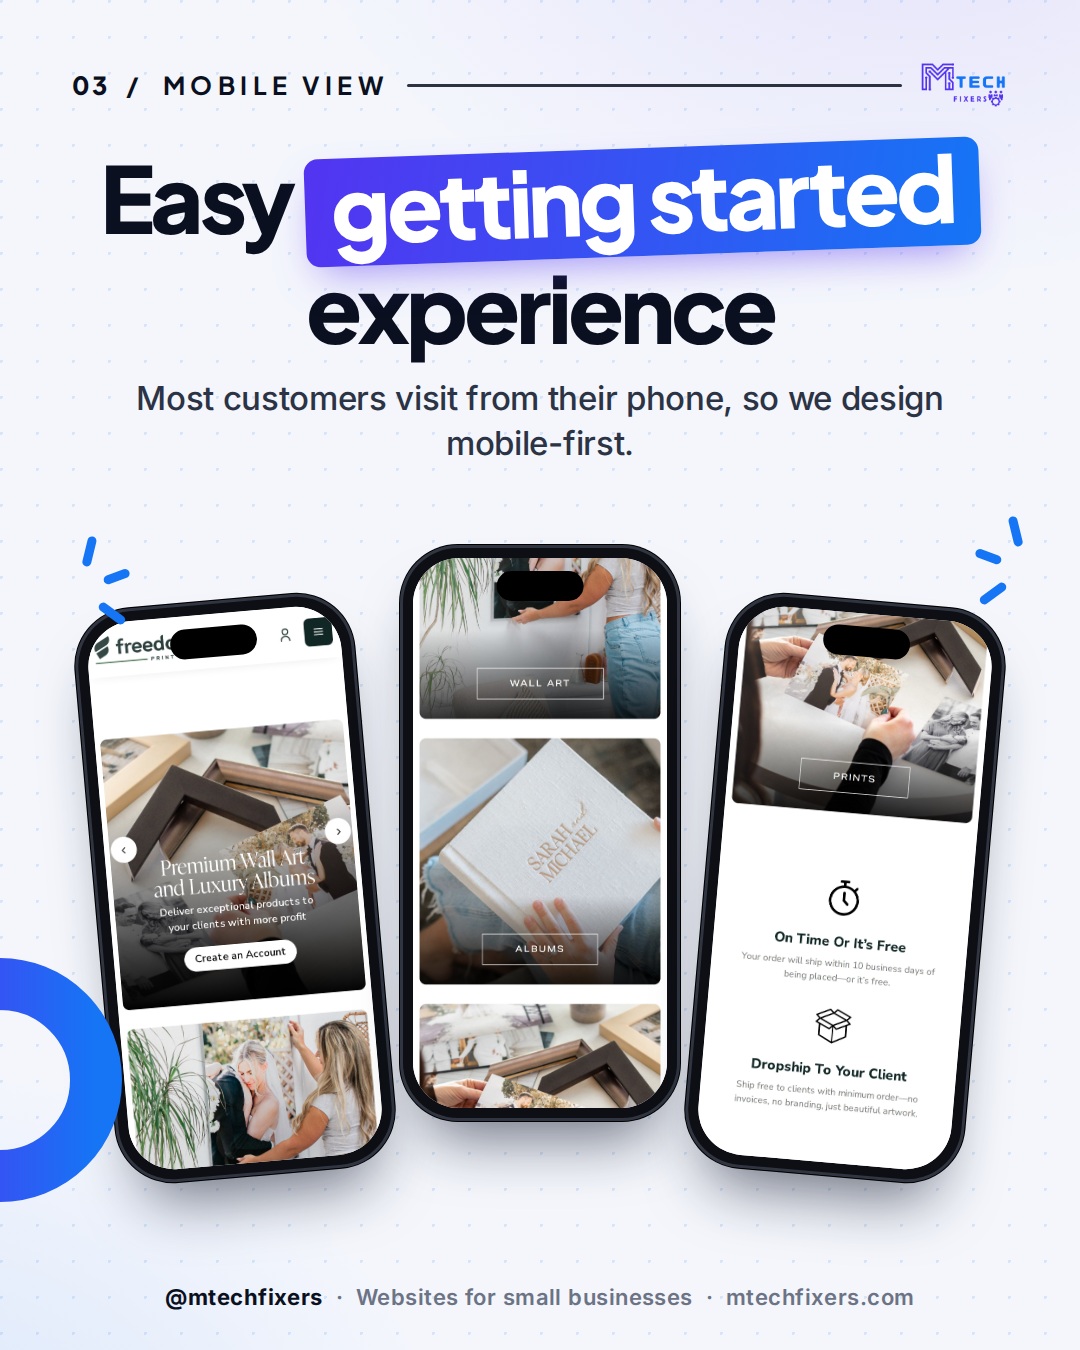 03 / MOBILE VIEW
MTECH
FIXERS
Easy getting started
experience
Most customers visit from their phone, so we design
mobile-first.
PRINT
Premium Wall Art
and Luxury Albums
Deliver exceptional products to
your clients with more profit
Create an Account
WALL ART
SARAH and
MICHAEL
ALBUMS
PRINTS
On Time Or It's Free
Your order will ship within 10 business days of
being placed—or it's free.
Dropship To Your Client
Ship free to clients with minimum order—no
invoices, no branding, just beautiful artwork.
@mtechfixers · Websites for small businesses · mtechfixers.com